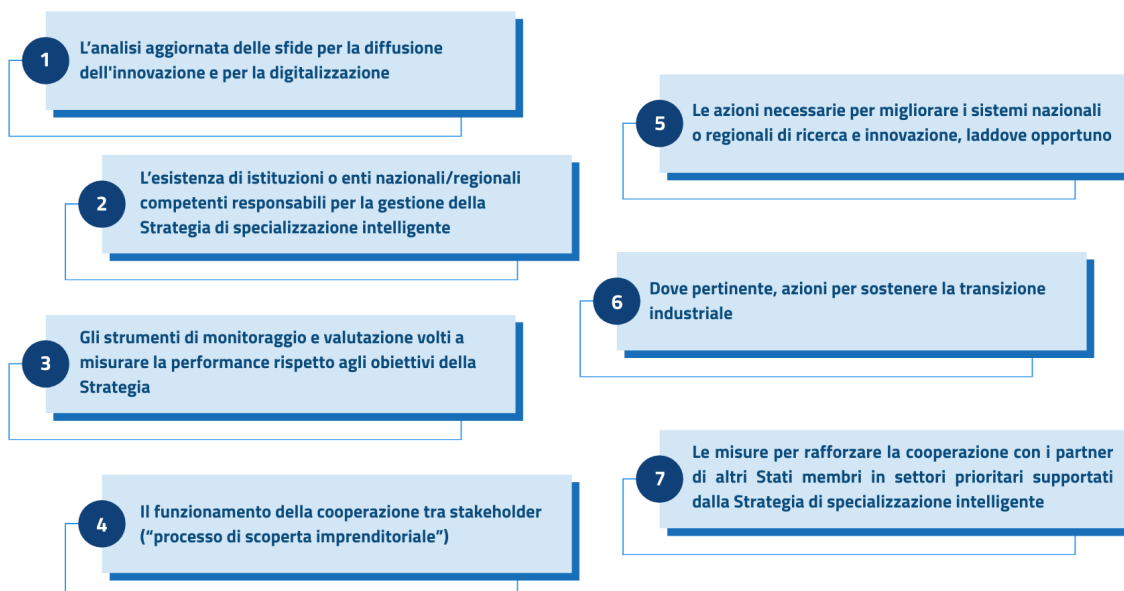 1
L'analisi aggiornata delle sfide per la diffusione
dell'innovazione e per la digitalizzazione
2
L'esistenza di istituzioni o enti nazionali/regionali
competenti responsabili per la gestione della
Strategia di specializzazione intelligente
3
Gli strumenti di monitoraggio e valutazione volti a
misurare la performance rispetto agli obiettivi della
Strategia
4
Il funzionamento della cooperazione tra stakeholder
(“processo di scoperta imprenditoriale”)
5
Le azioni necessarie per migliorare i sistemi nazionali
o regionali di ricerca e innovazione, laddove opportuno
6
Dove pertinente, azioni per sostenere la transizione
industriale
7
Le misure per rafforzare la cooperazione con i partner
di altri Stati membri in settori prioritari supportati
dalla Strategia di specializzazione intelligente